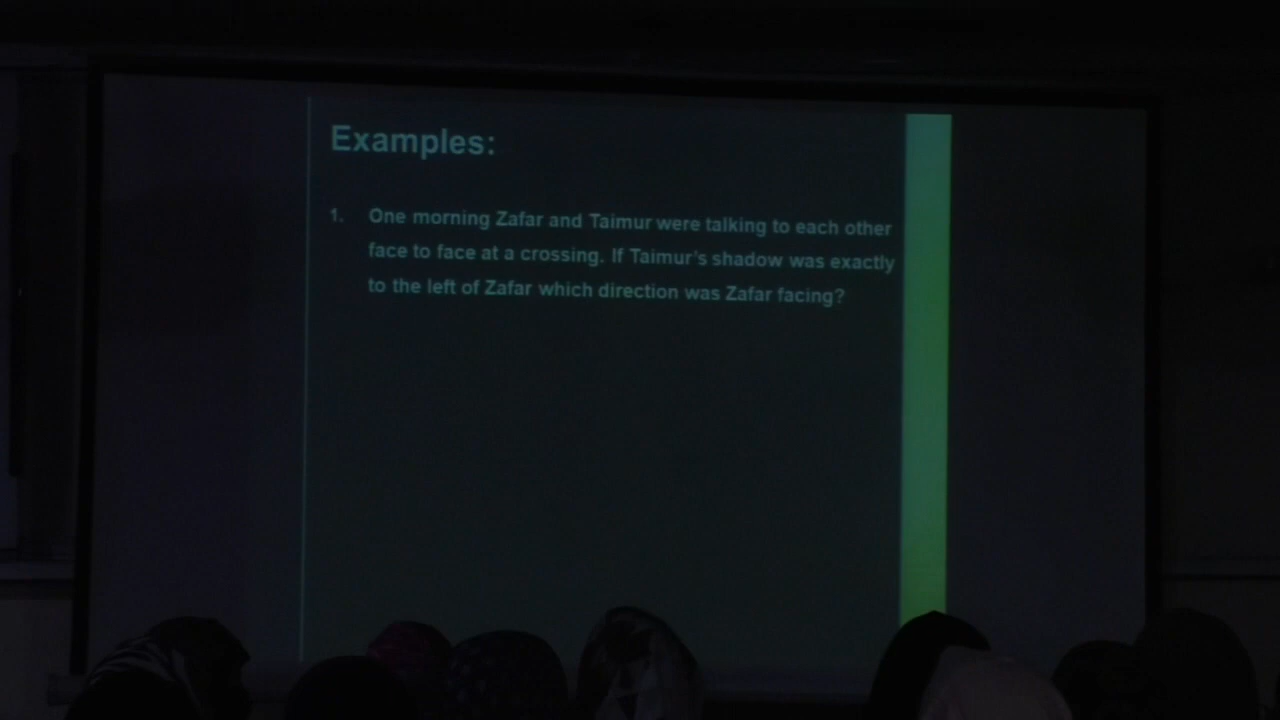 Examples:
1. One morning Zafar and Taimur were talking to each other
face to face at a crossing. If Taimur's shadow was exactly
to the left of Zafar which direction was Zafar facing?